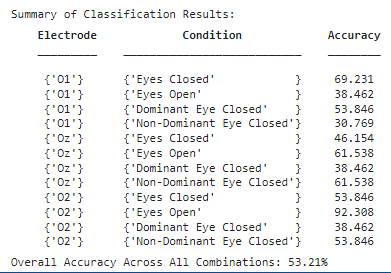 Summary of Classification Results:
Electrode Condition Accuracy
{'O1'} {'Eyes Closed' } 69.231
{'O1'} {'Eyes Open' } 38.462
{'O1'} {'Dominant Eye Closed' } 53.846
{'O1'} {'Non-Dominant Eye Closed'} 30.769
{'Oz'} {'Eyes Closed' } 46.154
{'Oz'} {'Eyes Open' } 61.538
{'Oz'} {'Dominant Eye Closed' } 38.462
{'Oz'} {'Non-Dominant Eye Closed'} 61.538
{'O2'} {'Eyes Closed' } 53.846
{'O2'} {'Eyes Open' } 92.308
{'O2'} {'Dominant Eye Closed' } 38.462
{'O2'} {'Non-Dominant Eye Closed'} 53.846
Overall Accuracy Across All Combinations: 53.21%